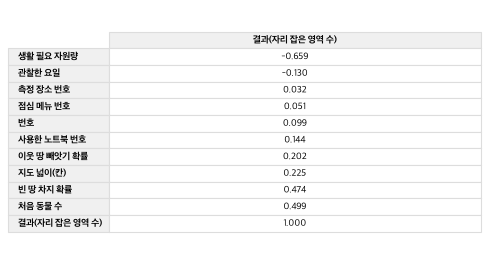 결과(자리 잡은 영역 수)
생활 필요 자원량 -0.659
관찰한 요일 -0.130
측정 장소 번호 0.032
점심 메뉴 번호 0.051
번호 0.099
사용한 노트북 번호 0.144
이웃 땅 빼앗기 확률 0.202
지도 넓이(칸) 0.225
빈 땅 차지 확률 0.474
처음 동물 수 0.499
결과(자리 잡은 영역 수) 1.000